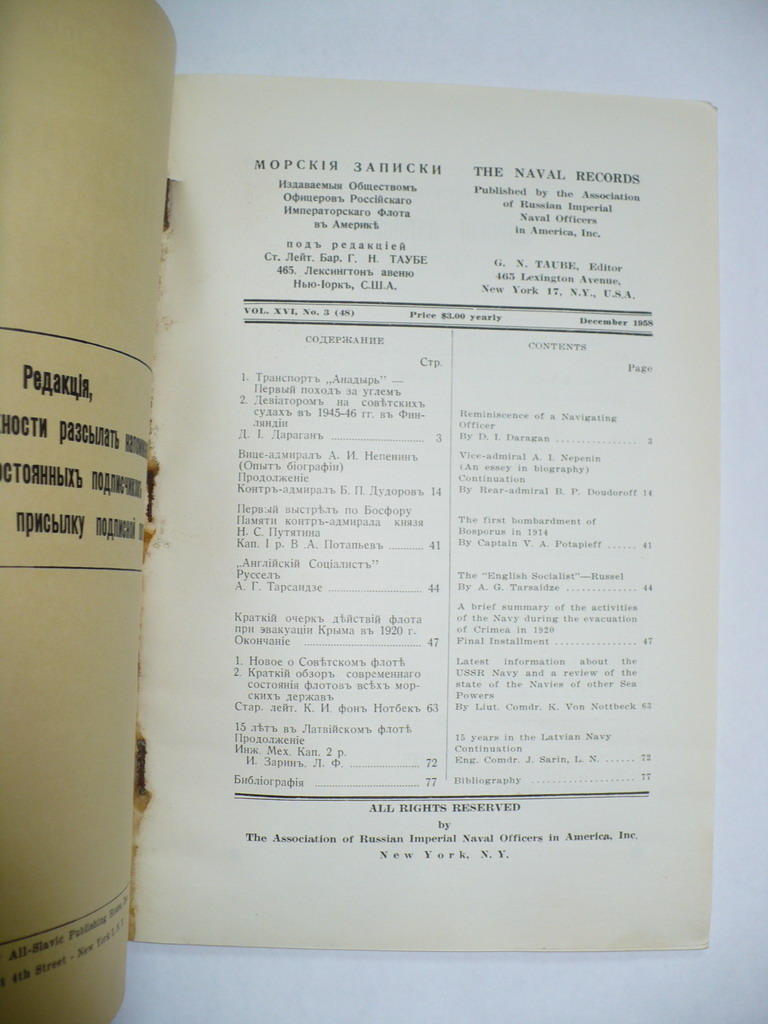 Редакція,
ности разсылать
остоянныхъ подписчиковъ
присылку подписной
All-Slavic Publishing
4th Street - New York
МОРСКІЯ ЗАПИСКИ
Издаваемыя Обществомъ
Офицеровъ Россійскаго
Императорскаго Флота
въ Америкѣ
подъ редакціей
Ст. Лейт. Бар. Г. Н. ТАУБЕ
465. Лексингтонъ авеню
Нью-Іоркъ, С.Ш.А.
THE NAVAL RECORDS
Published by the Association
of Russian Imperial
Naval Officers
in America, Inc.
G. N. TAUBE, Editor
465 Lexington Avenue,
New York 17, N.Y., U.S.A.
VOL. XVI, No. 3 (48) Price $3.00 yearly December 1958
СОДЕРЖАНИЕ
Стр.
1. Транспортъ „Анадырь" —
Первый походъ за углемъ
2. Девіаторомъ на совѣтскихъ
судахъ въ 1945-46 гг. въ Фин-
ляндіи
Д. І. Дараганъ .................... 3
Вице-адмиралъ А. И. Непенинъ
(Опытъ біографіи)
Продолженіе
Контръ-адмиралъ Б. П. Дудоровъ 14
Первый выстрѣлъ по Босфору
Памяти контръ-адмирала князя
Н. С. Путятина
Кап. I р. В .А. Потапьевъ ............ 41
„Англійскій Соціалистъ"
Русселъ
А. Г. Тарсаидзе ........................ 44
Краткій очеркъ дѣйствій флота
при эвакуаціи Крыма въ 1920 г.
Окончаніе ........................ 47
1. Новое о Совѣтскомъ флотѣ
2. Краткій обзоръ современнаго
состоянія флотовъ всѣхъ мор-
скихъ державъ
Стар. лейт. К. И. фонъ Нотбекъ 63
15 лѣтъ въ Латвійскомъ флотѣ
Продолженіе
Инж. Мех. Кап. 2 р.
И. Заринъ. Л. Ф. ..................... 72
Библіографія ........................ 77
CONTENTS
Page
Reminiscence of a Navigating
Officer
By D. I. Daragan ................ 3
Vice-admiral A. I. Nepenin
(An essey in biography)
Continuation
By Rear-admiral B. P. Doudoroff 14
The first bombardment of
Bosporus in 1914
By Captain V. A. Potapieff ...... 41
The "English Socialist"—Russel
By A. G. Tarsaidze .............. 44
A brief summary of the activities
of the Navy during the evacuation
of Crimea in 1920
Final Installment ................ 47
Latest information about the
USSR Navy and a review of the
state of the Navies of other Sea
Powers
By Liut. Comdr. K. Von Nottbeck 63
15 years in the Latvian Navy
Continuation
Eng. Comdr. J. Sarin, L. N. ...... 72
Bibliography .................... 77
ALL RIGHTS RESERVED
by
The Association of Russian Imperial Naval Officers in America, Inc.
New York, N. Y.